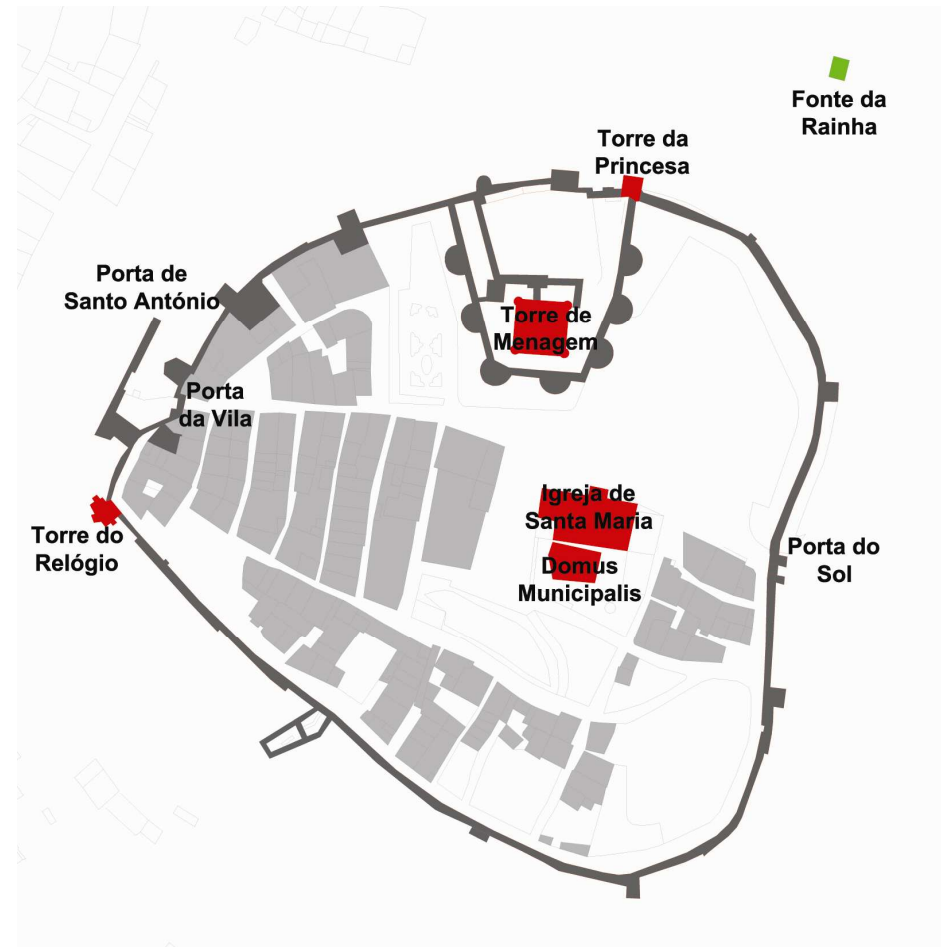 Fonte da
Rainha
Torre da
Princesa
Porta de
Santo António
Torre de
Menagem
Porta
da Vila
Igreja de
Santa Maria
Torre do
Relógio
Domus
Municipalis
Porta do
Sol